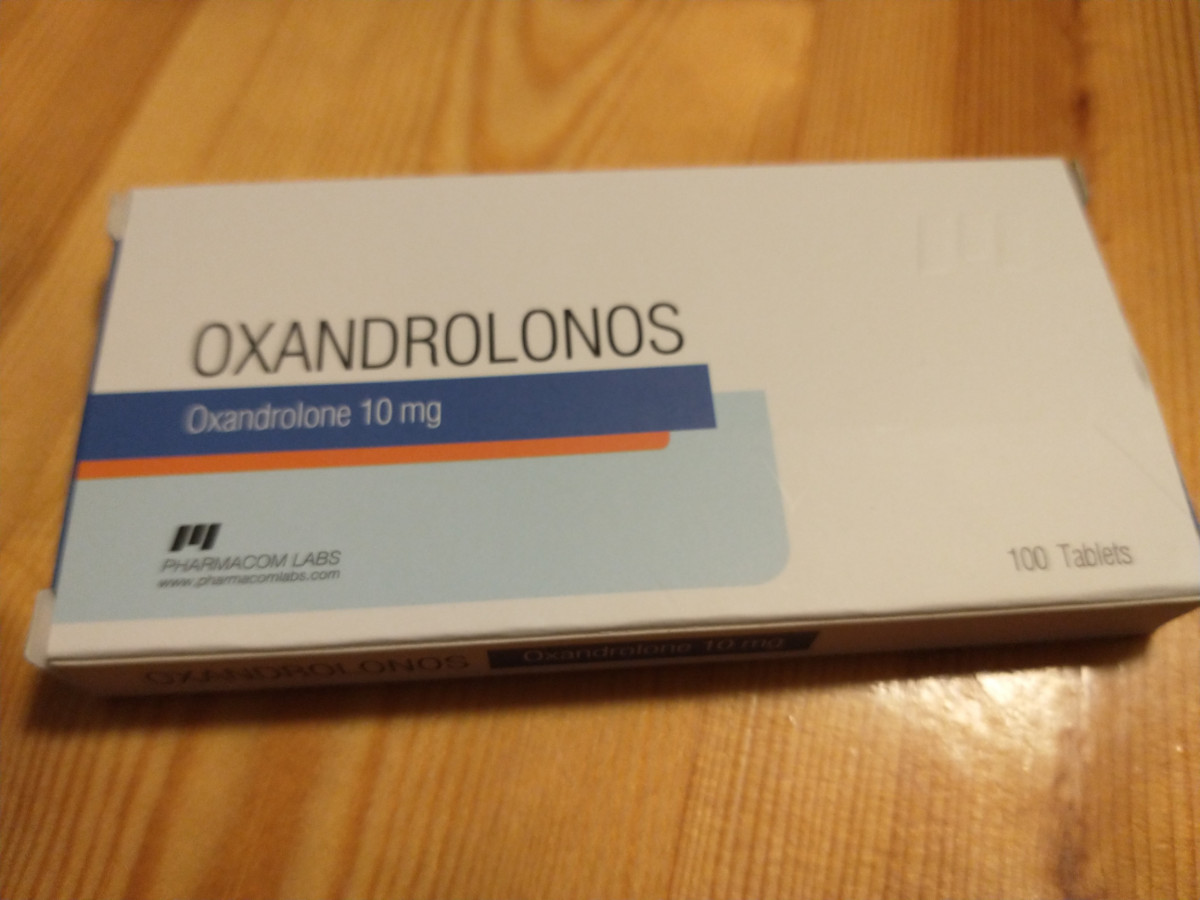 OXANDROLONOS
Oxandrolone 10 mg
PHARMACOM LABS
www.pharmacomlabs.com
100 Tablets
OXANDROLONOS Oxandrolone 10 mg